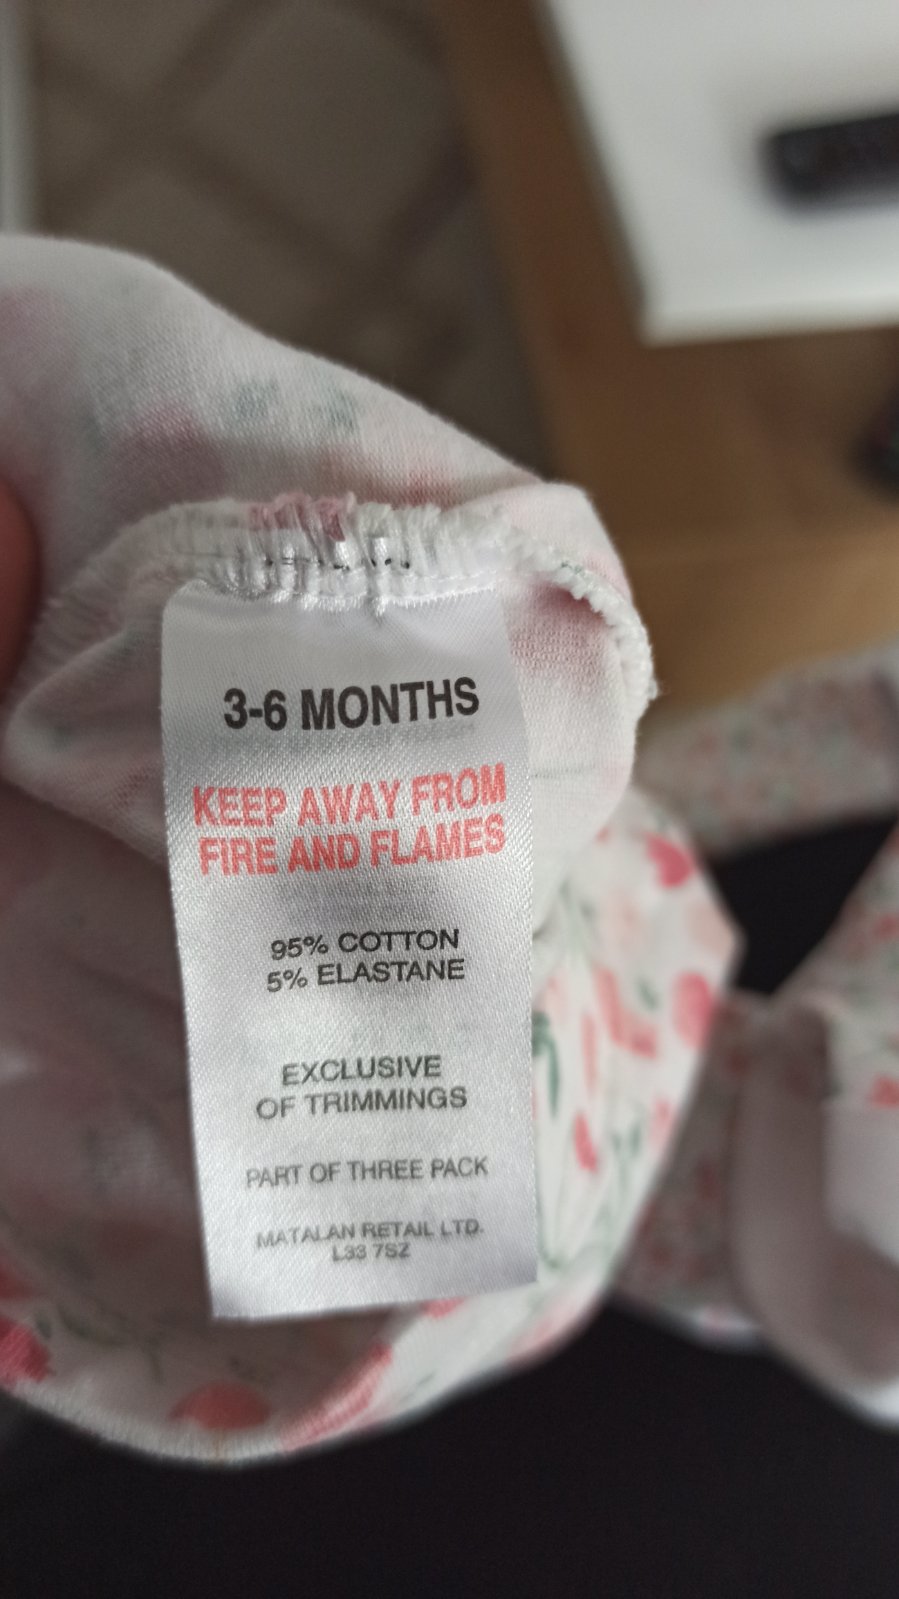 3-6 MONTHS
KEEP AWAY FROM
FIRE AND FLAMES
95% COTTON
5% ELASTANE
EXCLUSIVE
OF TRIMMINGS
PART OF THREE PACK
MATALAN RETAIL LTD.
L33 7SZ